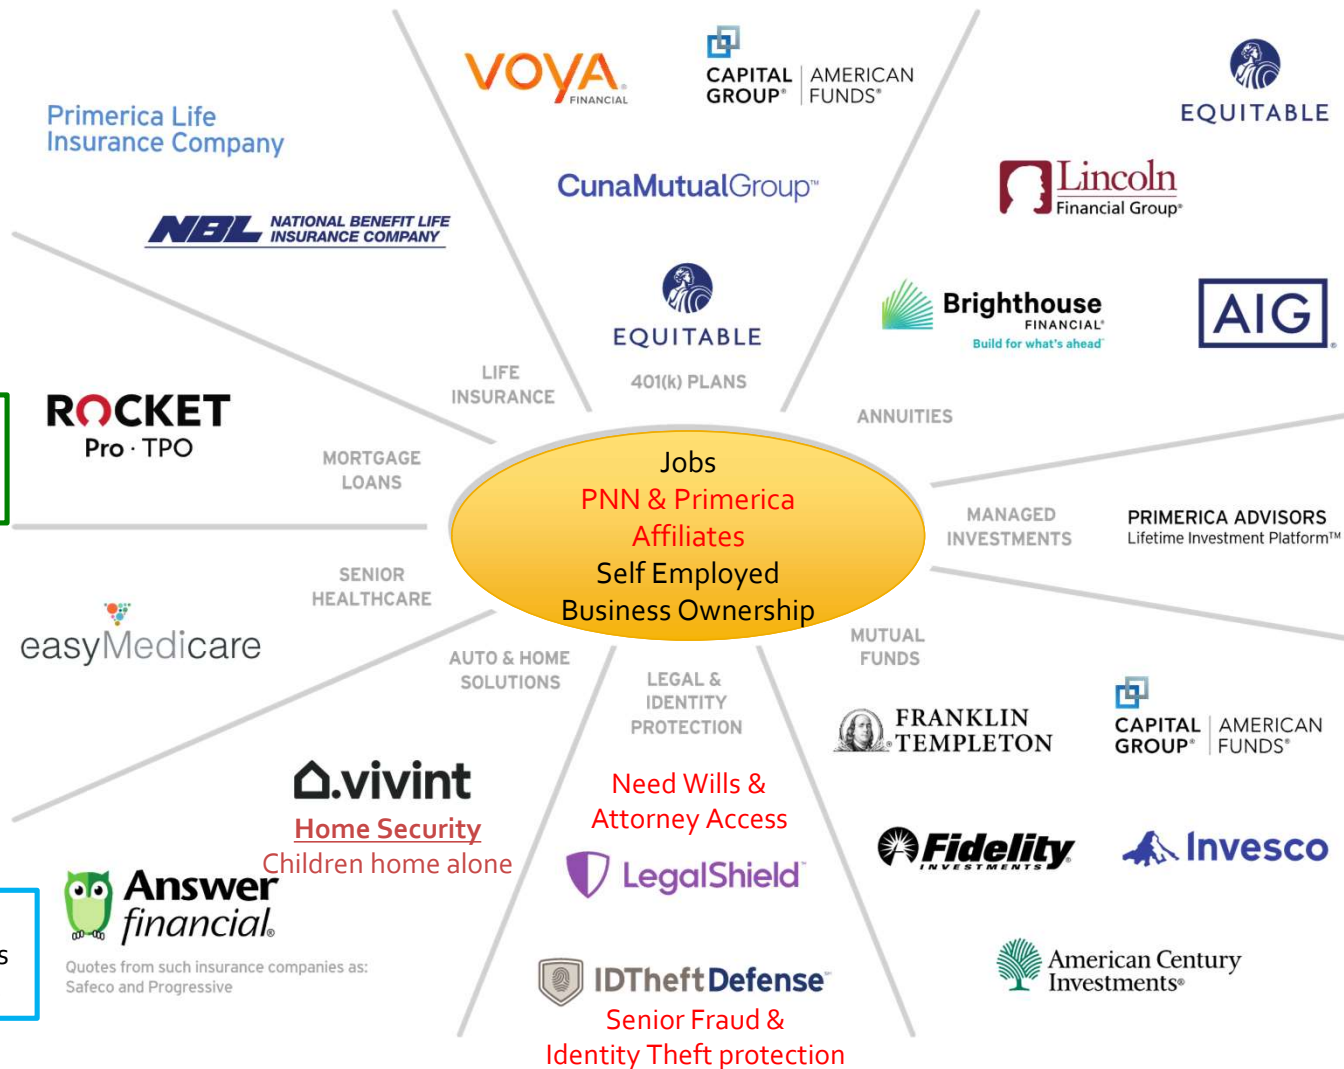 Primerica Life
Insurance Company
NBL NATIONAL BENEFIT LIFE
INSURANCE COMPANY
LIFE
INSURANCE
VOYA
FINANCIAL
CAPITAL GROUP® | AMERICAN FUNDS®
CunaMutualGroup™
EQUITABLE
401(k) PLANS
EQUITABLE
Lincoln
Financial Group®
Brighthouse
FINANCIAL®
Build for what's ahead
AIG
ANNUITIES
ROCKET
Pro · TPO
MORTGAGE
LOANS
Jobs
PNN & Primerica
Affiliates
Self Employed
Business Ownership
MANAGED
INVESTMENTS
PRIMERICA ADVISORS
Lifetime Investment Platform™
SENIOR
HEALTHCARE
easyMedicare
AUTO & HOME
SOLUTIONS
vivint
Home Security
Children home alone
Answer
financial®
Quotes from such insurance companies as:
Safeco and Progressive
s
LEGAL &
IDENTITY
PROTECTION
Need Wills &
Attorney Access
LegalShield
IDTheftDefense
Senior Fraud &
Identity Theft protection
MUTUAL
FUNDS
FRANKLIN
TEMPLETON
CAPITAL GROUP® | AMERICAN FUNDS®
Fidelity
INVESTMENTS
Invesco
American Century
Investments®